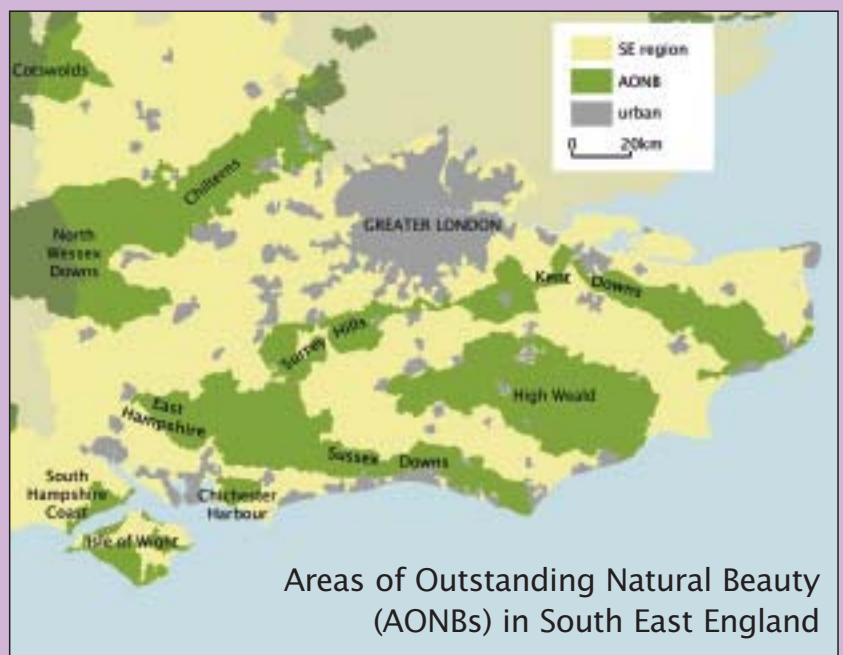 SE region
AONB
urban
0 20km
Cotswolds
Chilterns
North
Wessex
Downs
GREATER LONDON
Kent Downs
Surrey Hills
High Weald
East
Hampshire
Sussex Downs
South
Hampshire
Coast
Chichester
Harbour
Isle of Wight
Areas of Outstanding Natural Beauty
(AONBs) in South East England